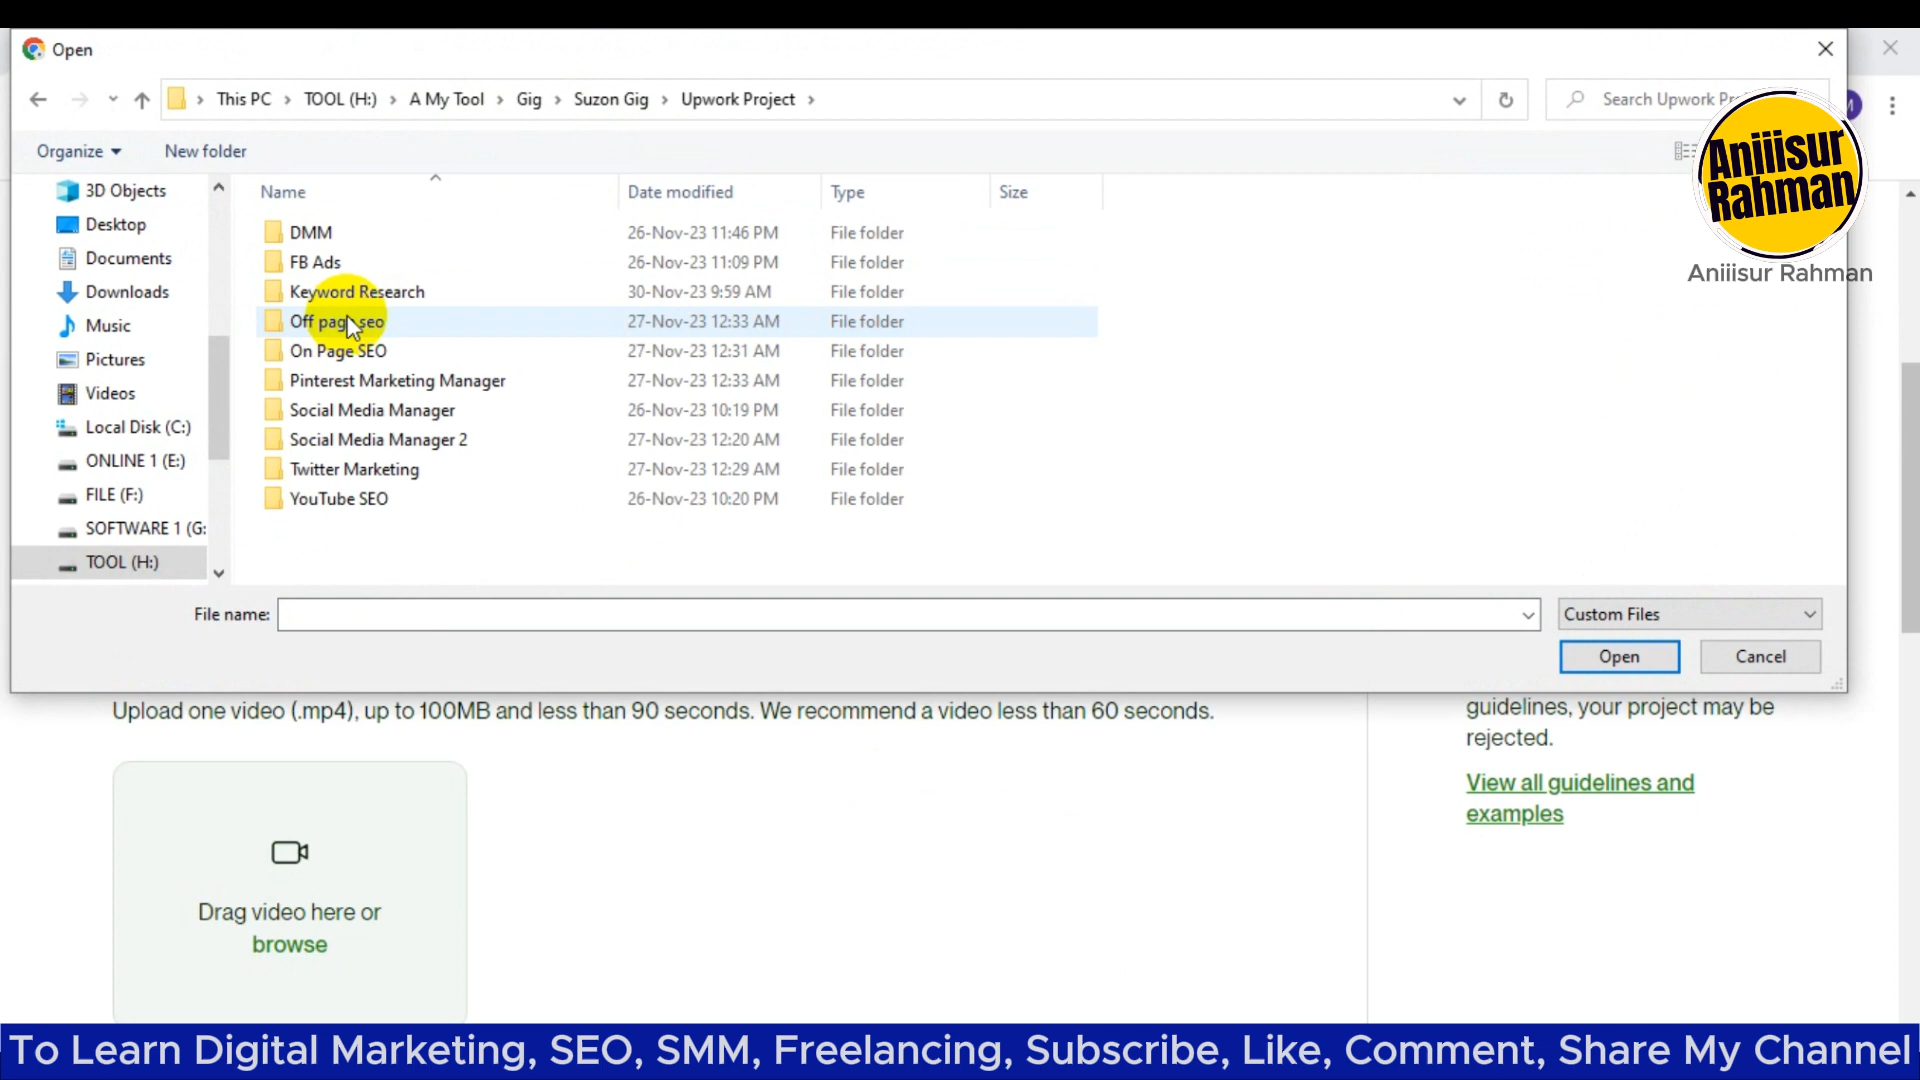 Open
This PC > TOOL (H:) > A My Tool > Gig > Suzon Gig > Upwork Project >
Search Upwork Pr
Organize
New folder
Aniiisur
Rahman
Aniiisur Rahman
3D Objects
Desktop
Documents
Downloads
Music
Pictures
Videos
Local Disk (C:)
ONLINE 1 (E:)
FILE (F:)
SOFTWARE 1 (G:
TOOL (H:)
Name Date modified Type Size
DMM 26-Nov-23 11:46 PM File folder
FB Ads 26-Nov-23 11:09 PM File folder
Keyword Research 30-Nov-23 9:59 AM File folder
Off page seo 27-Nov-23 12:33 AM File folder
On Page SEO 27-Nov-23 12:31 AM File folder
Pinterest Marketing Manager 27-Nov-23 12:33 AM File folder
Social Media Manager 26-Nov-23 10:19 PM File folder
Social Media Manager 2 27-Nov-23 12:20 AM File folder
Twitter Marketing 27-Nov-23 12:29 AM File folder
YouTube SEO 26-Nov-23 10:20 PM File folder
File name:
Custom Files
Open
Cancel
Upload one video (.mp4), up to 100MB and less than 90 seconds. We recommend a video less than 60 seconds.
Drag video here or
browse
guidelines, your project may be
rejected.
View all guidelines and
examples
To Learn Digital Marketing, SEO, SMM, Freelancing, Subscribe, Like, Comment, Share My Channel